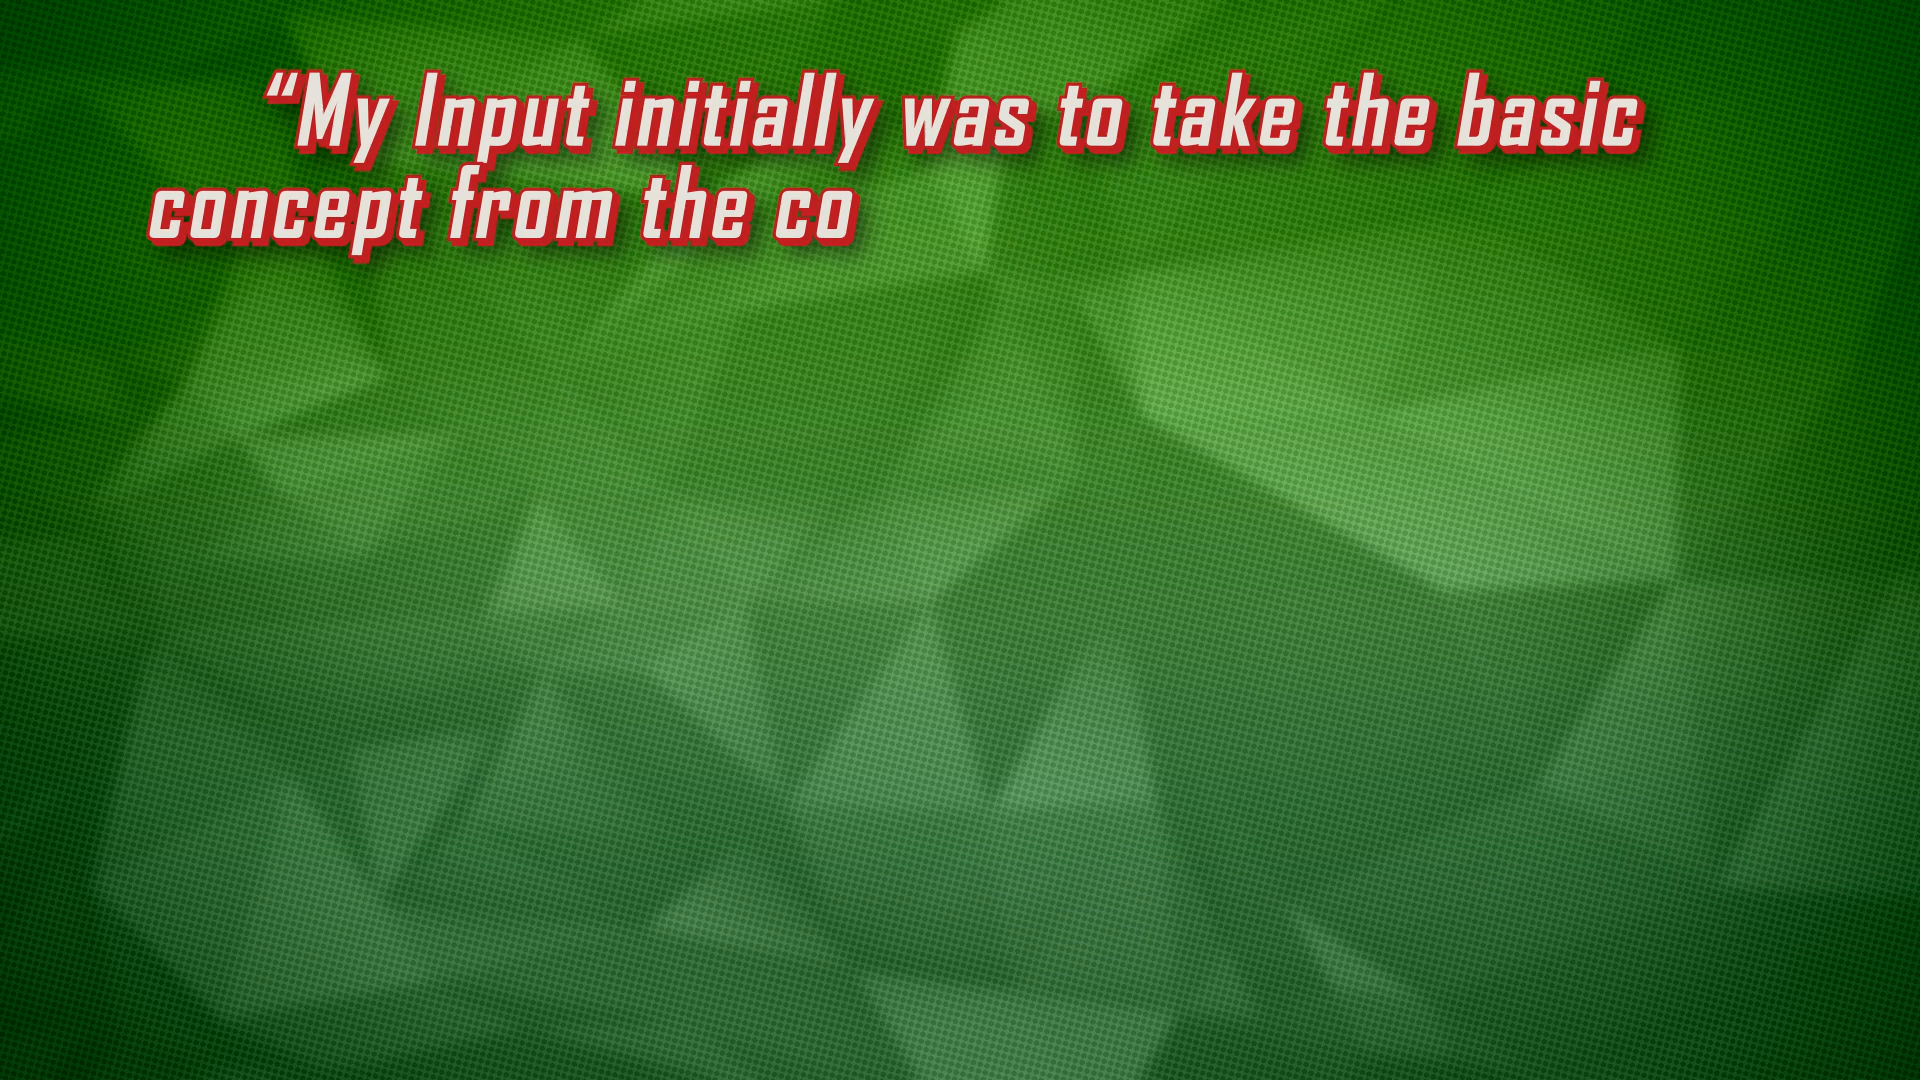 “My Input initially was to take the basic
concept from the co